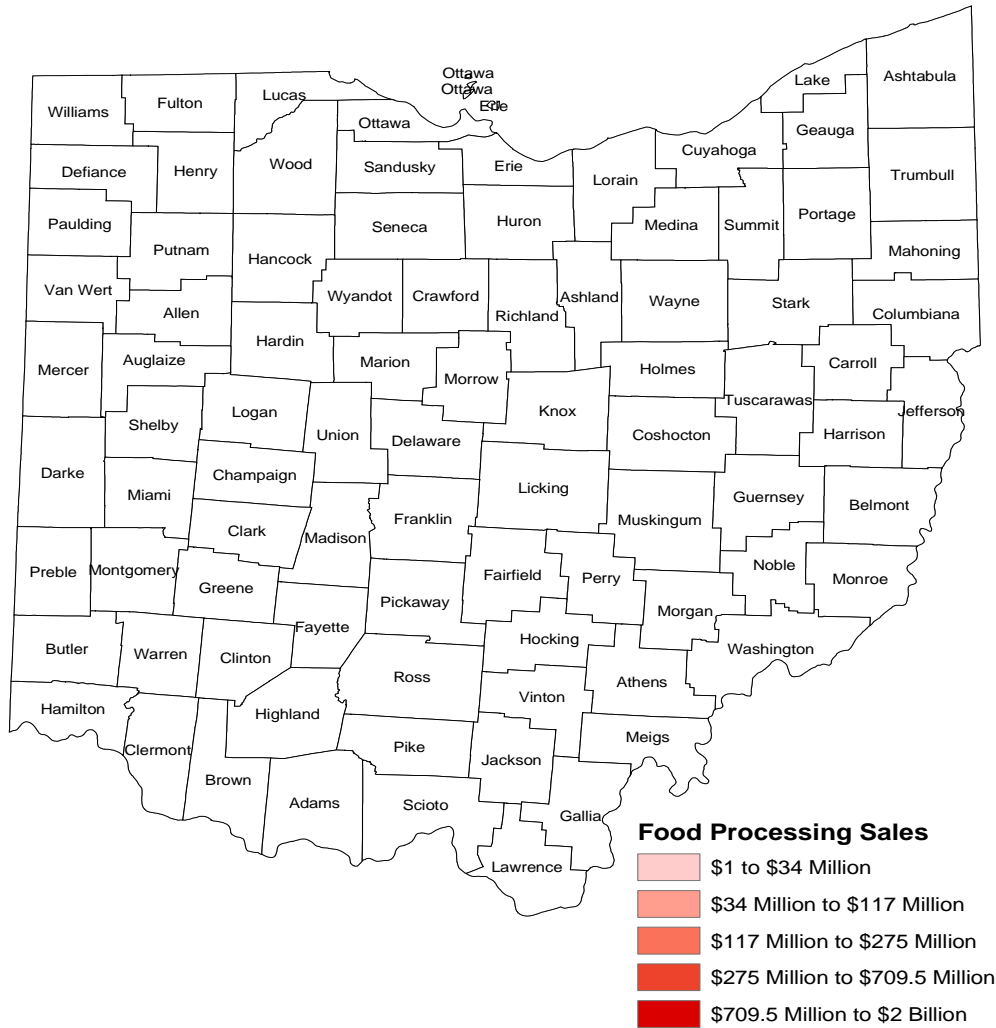 Ottawa
Lake
Ashtabula
Lucas
Ottawa
Williams
Fulton
Erie
Ottawa
Geauga
Cuyahoga
Wood
Sandusky
Erie
Defiance
Henry
Lorain
Trumbull
Paulding
Seneca
Huron
Medina
Summit
Portage
Putnam
Hancock
Mahoning
Van Wert
Wyandot
Crawford
Richland
Ashland
Wayne
Stark
Allen
Columbiana
Hardin
Mercer
Auglaize
Marion
Morrow
Holmes
Carroll
Tuscarawas
Jefferson
Logan
Knox
Shelby
Union
Delaware
Coshocton
Harrison
Darke
Champaign
Miami
Licking
Guernsey
Belmont
Clark
Madison
Franklin
Muskingum
Preble
Montgomery
Greene
Fairfield
Perry
Noble
Monroe
Pickaway
Morgan
Fayette
Hocking
Butler
Warren
Clinton
Washington
Ross
Athens
Vinton
Hamilton
Highland
Meigs
Clermont
Pike
Jackson
Brown
Adams
Scioto
Gallia
Lawrence
Food Processing Sales
$1 to $34 Million
$34 Million to $117 Million
$117 Million to $275 Million
$275 Million to $709.5 Million
$709.5 Million to $2 Billion